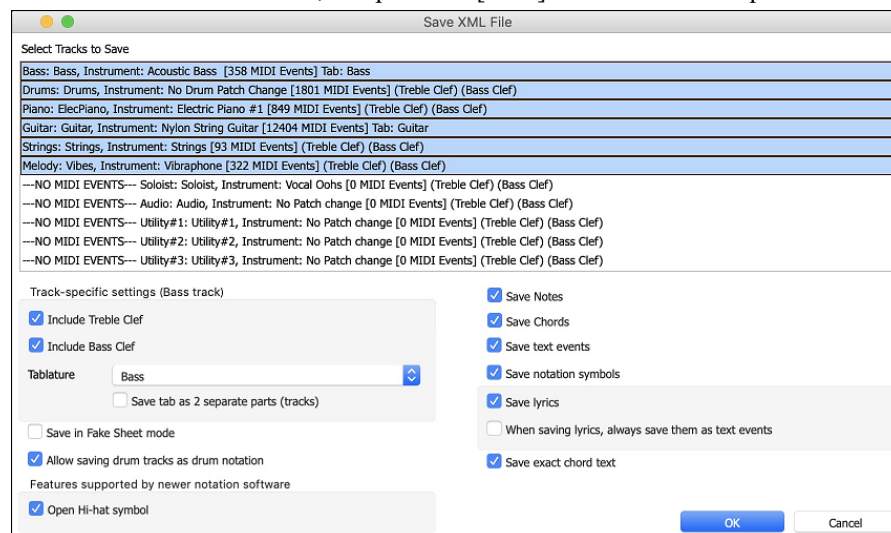 Save XML File
Select Tracks to Save
Bass: Bass, Instrument: Acoustic Bass [358 MIDI Events] Tab: Bass
Drums: Drums, Instrument: No Drum Patch Change [1801 MIDI Events] (Treble Clef) (Bass Clef)
Piano: ElecPiano, Instrument: Electric Piano #1 [849 MIDI Events] (Treble Clef) (Bass Clef)
Guitar: Guitar, Instrument: Nylon String Guitar [12404 MIDI Events] Tab: Guitar
Strings: Strings, Instrument: Strings [93 MIDI Events] (Treble Clef) (Bass Clef)
Melody: Vibes, Instrument: Vibraphone [322 MIDI Events] (Treble Clef) (Bass Clef)
---NO MIDI EVENTS--- Soloist: Soloist, Instrument: Vocal Oohs [0 MIDI Events] (Treble Clef) (Bass Clef)
---NO MIDI EVENTS--- Audio: Audio, Instrument: No Patch change [0 MIDI Events] (Treble Clef) (Bass Clef)
---NO MIDI EVENTS--- Utility#1: Utility#1, Instrument: No Patch change [0 MIDI Events] (Treble Clef) (Bass Clef)
---NO MIDI EVENTS--- Utility#2: Utility#2, Instrument: No Patch change [0 MIDI Events] (Treble Clef) (Bass Clef)
---NO MIDI EVENTS--- Utility#3: Utility#3, Instrument: No Patch change [0 MIDI Events] (Treble Clef) (Bass Clef)
Track-specific settings (Bass track)
Include Treble Clef
Include Bass Clef
Tablature Bass
Save tab as 2 separate parts (tracks)
Save in Fake Sheet mode
Allow saving drum tracks as drum notation
Features supported by newer notation software
Open Hi-hat symbol
Save Notes
Save Chords
Save text events
Save notation symbols
Save lyrics
When saving lyrics, always save them as text events
Save exact chord text
OK
Cancel